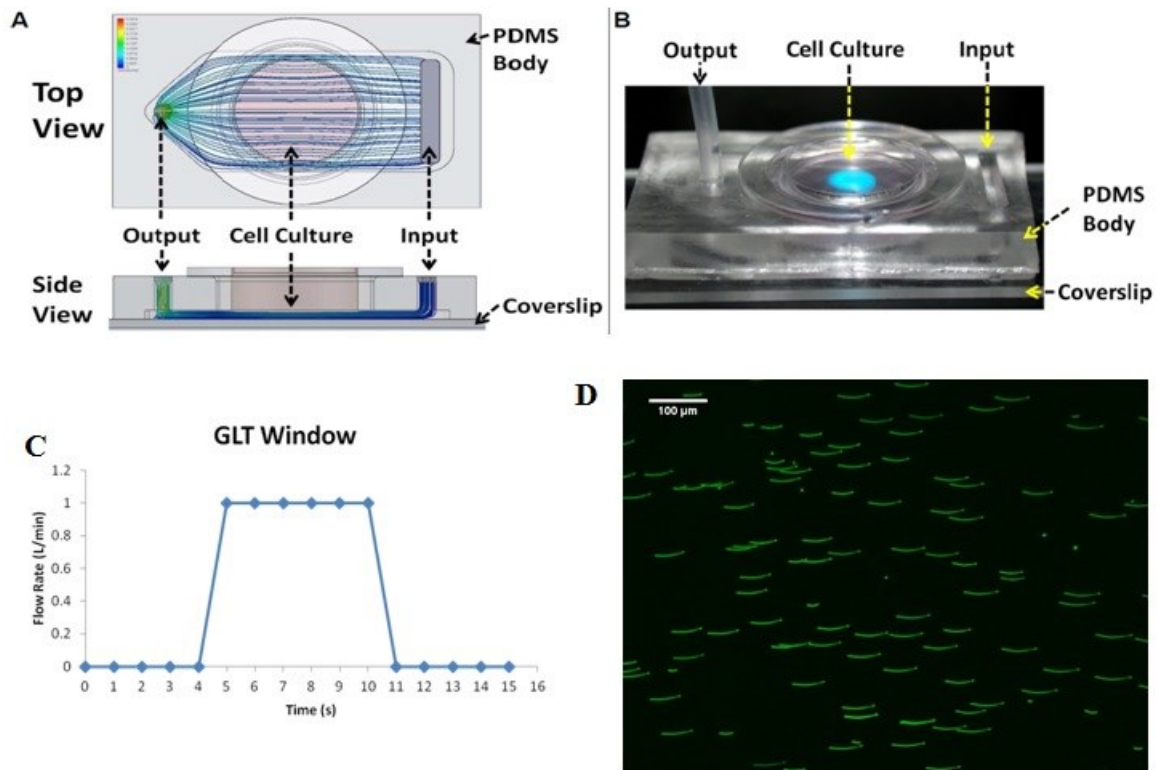 A
Top
View
PDMS
Body
Output
Cell Culture
Input
Side
View
Coverslip
B
Output
Cell Culture
Input
PDMS
Body
Coverslip
C
GLT Window
Flow Rate (L/min)
1.2
1
0.8
0.6
0.4
0.2
0
0 1 2 3 4 5 6 7 8 9 10 11 12 13 14 15 16
Time (s)
D
100 µm